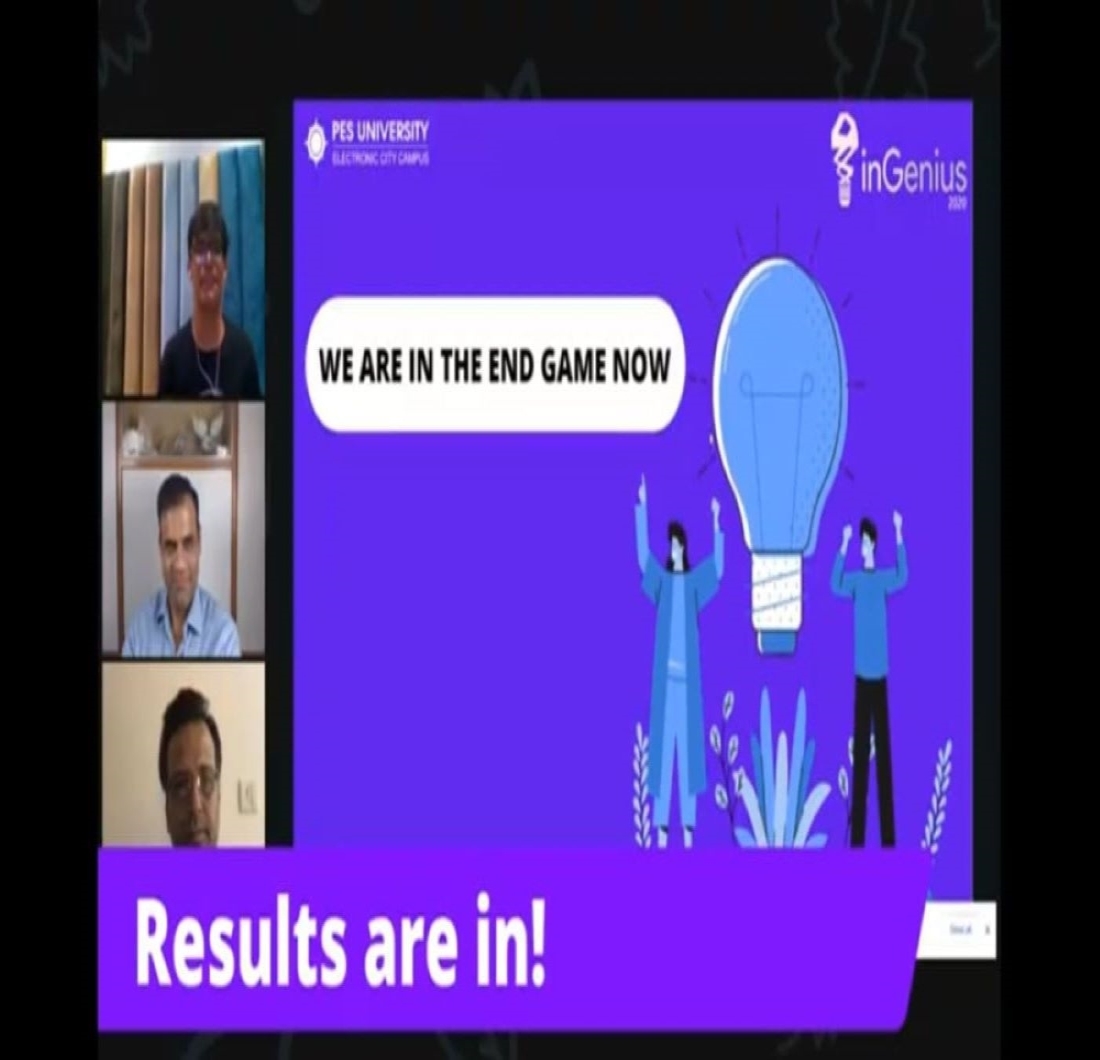 PES UNIVERSITY
ELECTRONIC CITY CAMPUS
inGenius
2020
WE ARE IN THE END GAME NOW
Results are in!